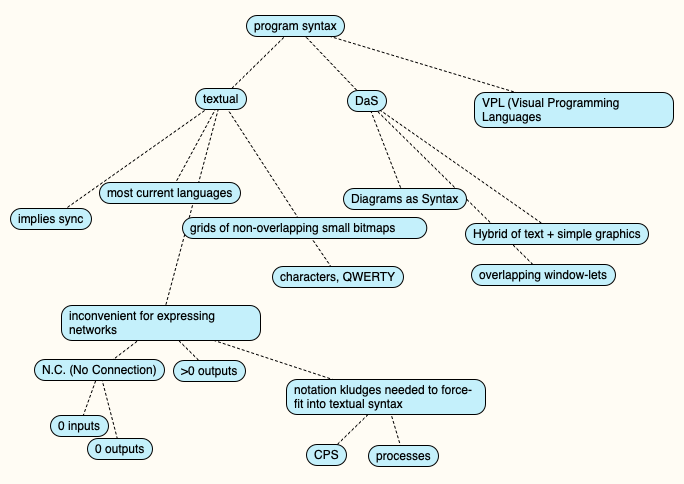 program syntax
textual
DaS
VPL (Visual Programming
Languages
most current languages
implies sync
Diagrams as Syntax
grids of non-overlapping small bitmaps
Hybrid of text + simple graphics
characters, QWERTY
overlapping window-lets
inconvenient for expressing
networks
N.C. (No Connection)
>0 outputs
notation kludges needed to force-
fit into textual syntax
0 inputs
0 outputs
CPS
processes